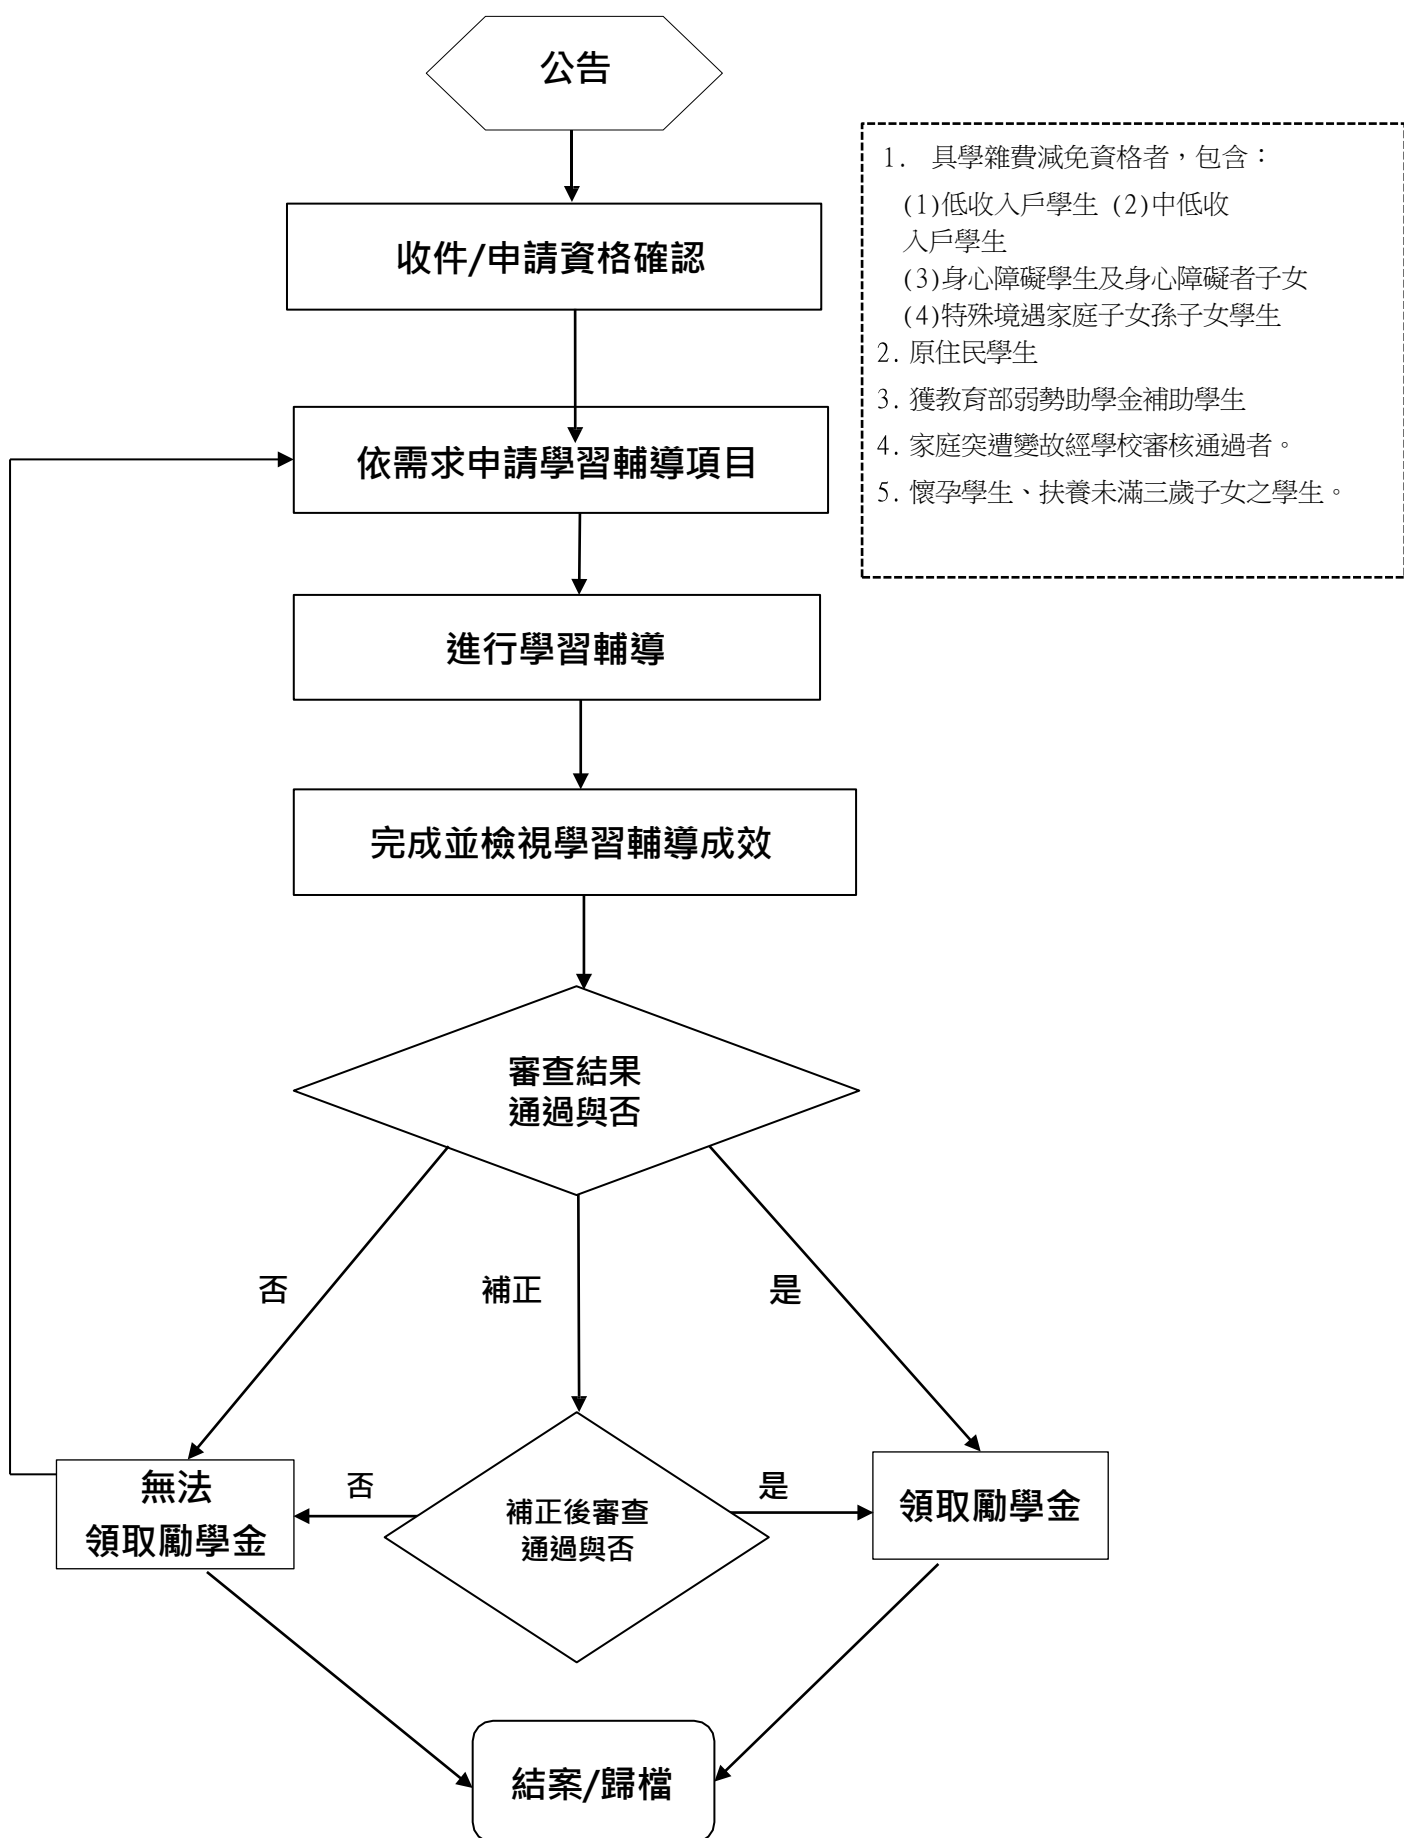 公告
收件/申請資格確認
1. 具學雜費減免資格者，包含：
(1)低收入戶學生 (2)中低收
入戶學生
(3)身心障礙學生及身心障礙者子女
(4)特殊境遇家庭子女孫子女學生
2. 原住民學生
3. 獲教育部弱勢助學金補助學生
4. 家庭突遭變故經學校審核通過者。
5. 懷孕學生、扶養未滿三歲子女之學生。
依需求申請學習輔導項目
進行學習輔導
完成並檢視學習輔導成效
審查結果
通過與否
否
補正
是
無法
領取勵學金
否
補正後審查
通過與否
是
領取勵學金
結案/歸檔